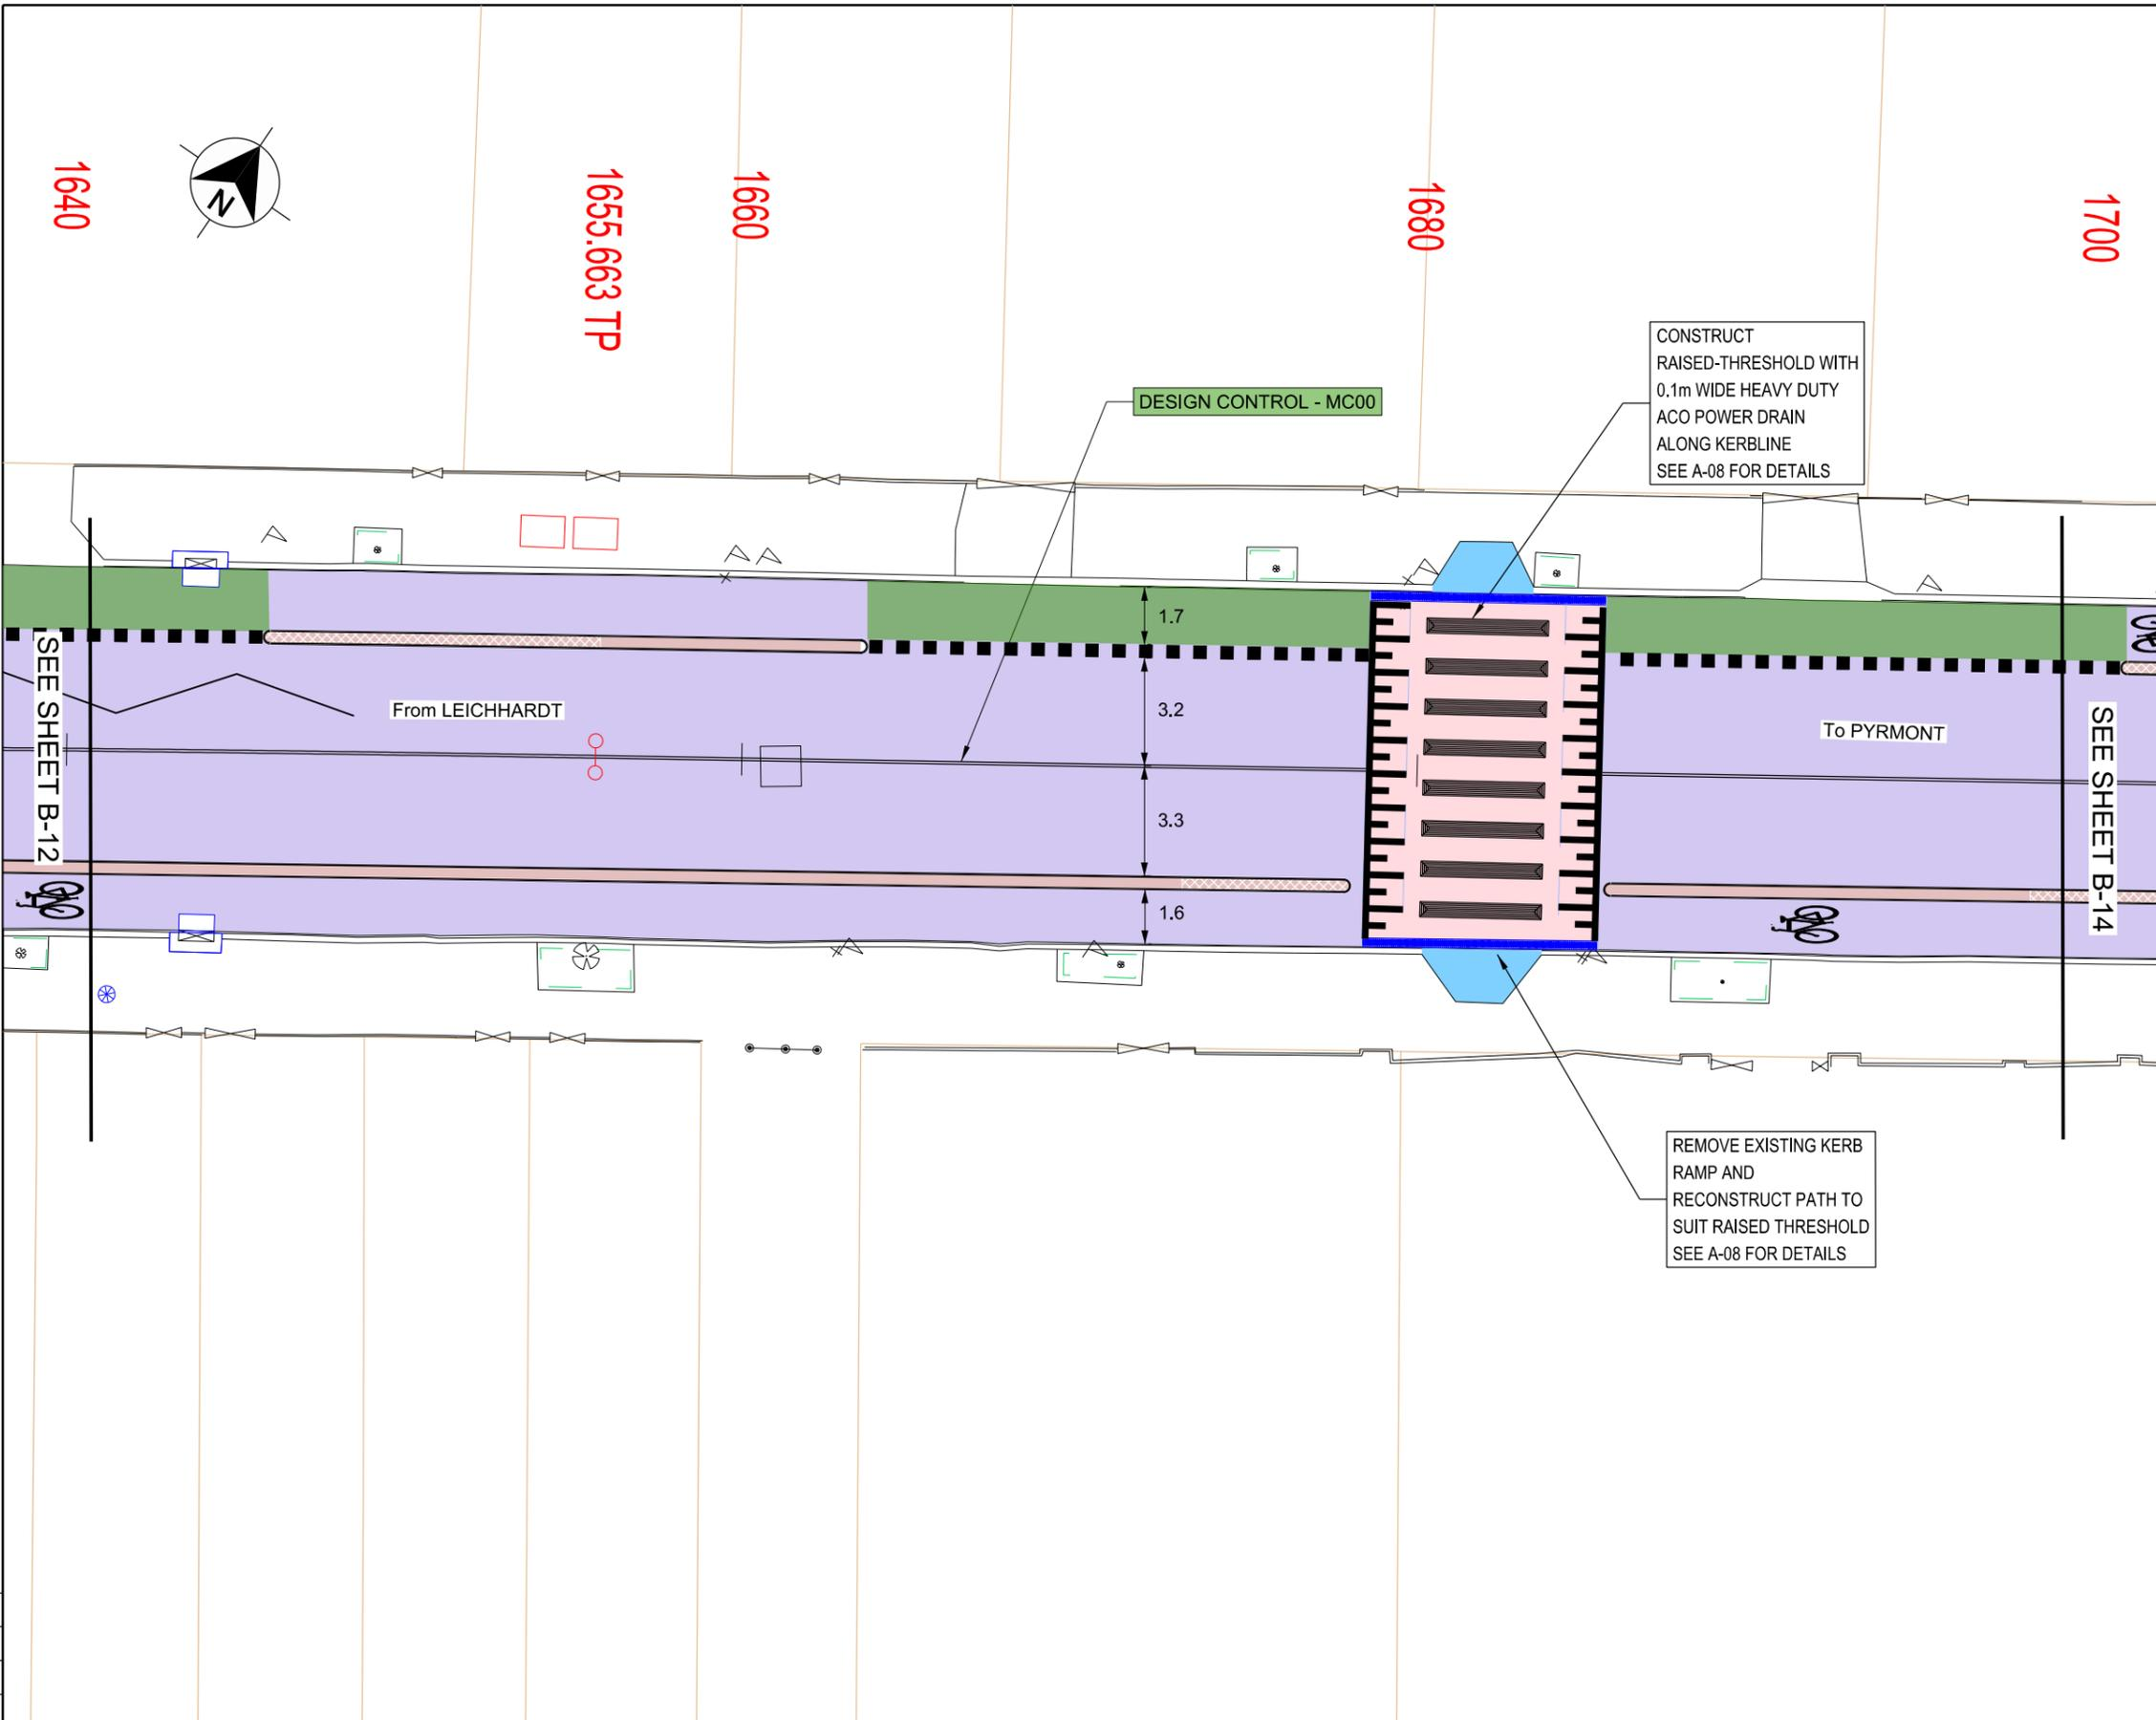 1640
N
1655.663 TP
1660
1680
1700
CONSTRUCT
RAISED-THRESHOLD WITH
0.1m WIDE HEAVY DUTY
ACO POWER DRAIN
ALONG KERBLINE
SEE A-08 FOR DETAILS
DESIGN CONTROL - MC00
1.7
3.2
3.3
1.6
From LEICHHARDT
To PYRMONT
SEE SHEET B-12
SEE SHEET B-14
REMOVE EXISTING KERB
RAMP AND
RECONSTRUCT PATH TO
SUIT RAISED THRESHOLD
SEE A-08 FOR DETAILS